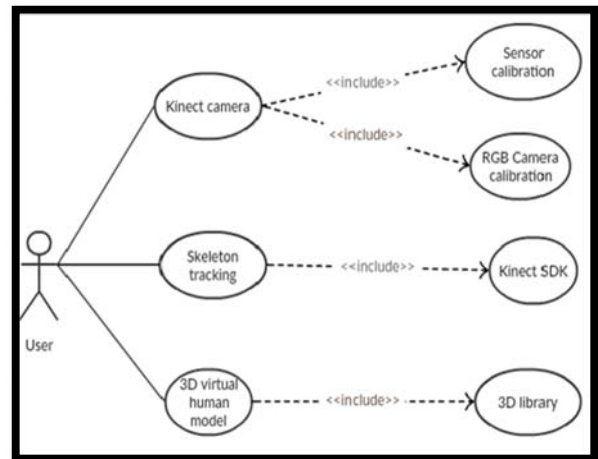 Sensor
calibration
<<include>>
Kinect camera
<<include>>
RGB Camera
calibration
Skeleton
tracking
<<include>>
Kinect SDK
User
3D virtual
human
model
<<include>>
3D library